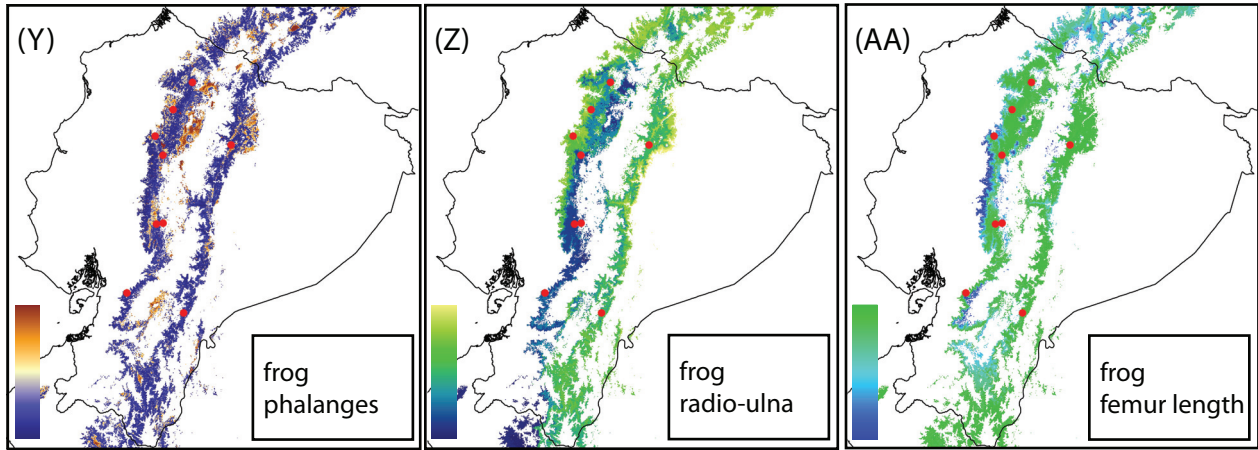 (Y)
frog
phalanges
(Z)
frog
radio-ulna
(AA)
frog
femur length